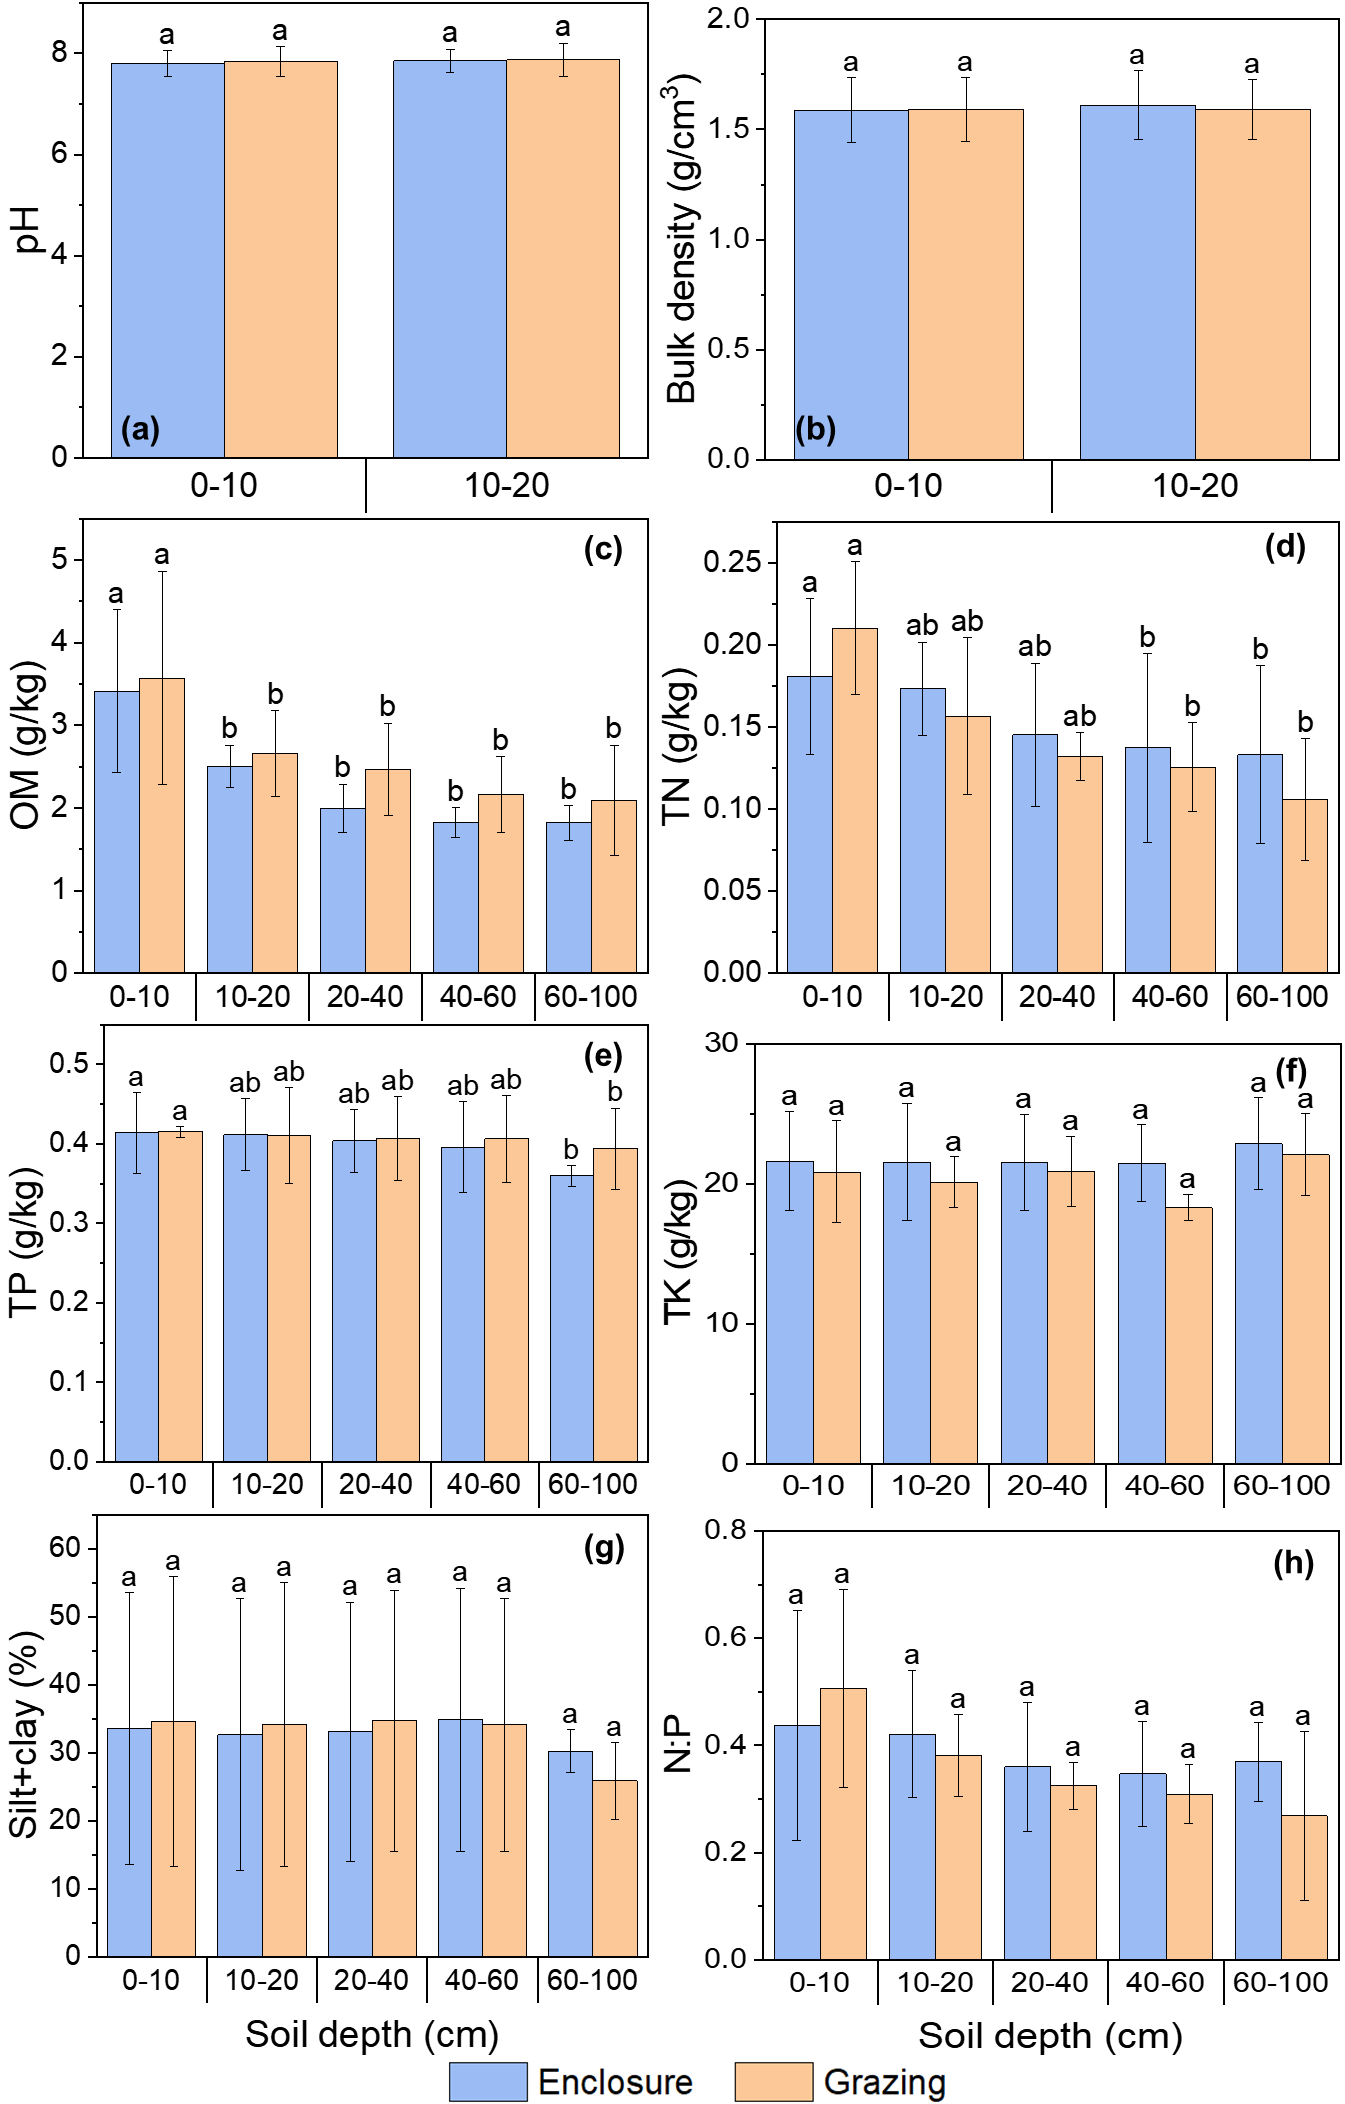 a a a a
8
6
4
2
0
pH
(a)
0-10 10-20
a a a a
2.0
1.5
1.0
0.5
0.0
Bulk density (g/cm³)
(b)
0-10 10-20
(c)
a a b b b b b b b b
5
4
3
2
1
0
OM (g/kg)
0-10 10-20 20-40 40-60 60-100
(d)
a a ab ab ab ab b b b b
0.25
0.20
0.15
0.10
0.05
0.00
TN (g/kg)
0-10 10-20 20-40 40-60 60-100
(e)
a a ab ab ab ab ab ab b b
0.5
0.4
0.3
0.2
0.1
0.0
TP (g/kg)
0-10 10-20 20-40 40-60 60-100
(f)
a a a a a a a a a a
30
20
10
0
TK (g/kg)
0-10 10-20 20-40 40-60 60-100
(g)
a a a a a a a a a a
60
50
40
30
20
10
0
Silt+clay (%)
0-10 10-20 20-40 40-60 60-100
Soil depth (cm)
(h)
a a a a a a a a a a
0.8
0.6
0.4
0.2
0.0
N:P
0-10 10-20 20-40 40-60 60-100
Soil depth (cm)
Enclosure Grazing